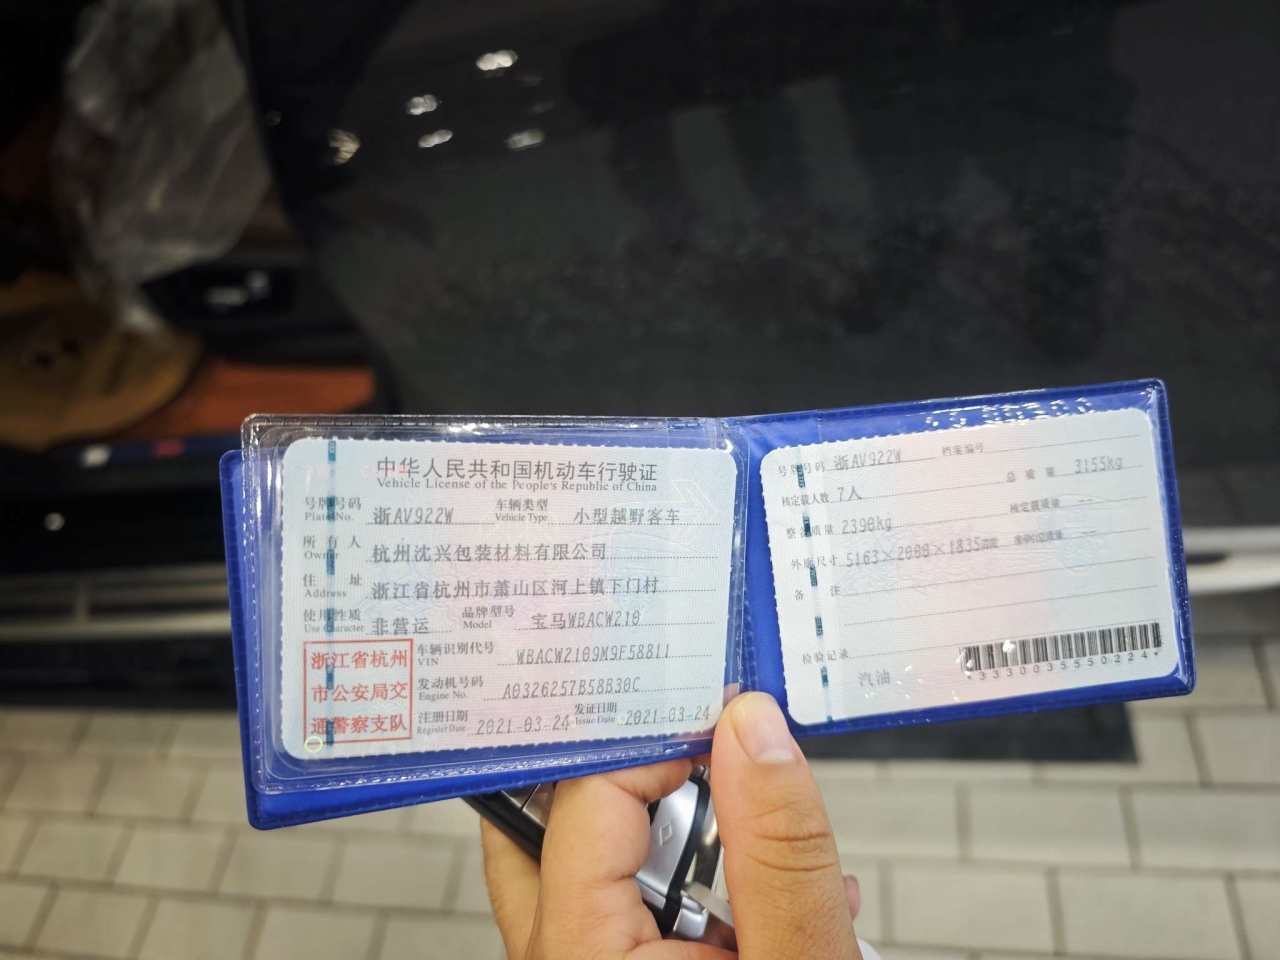 中华人民共和国机动车行驶证
Vehicle License of the People's Republic of China
号牌号码 浙AV922W 车辆类型 小型越野客车
Plate No. Vehicle Type
所有人 杭州沈兴包装材料有限公司
Owner
住址 浙江省杭州市萧山区河上镇下门村
Address
使用性质 非营运 品牌型号 宝马WBACW210
Use Character Model
浙江省杭州
市公安局交
通警察支队
车辆识别代号 WBACW2109M9F58811
VIN
发动机号码 A0326257B58B30C
Engine No.
注册日期 2021-03-24 发证日期 2021-03-24
Register Date Issue Date
号牌号码 浙AV922W 档案编号
核定载人数 7人 总质量 3155kg
整备质量 2390kg 核定载质量 --
外廓尺寸 5163×2000×1835 --
备注
检验记录
汽油
*3330035550224*